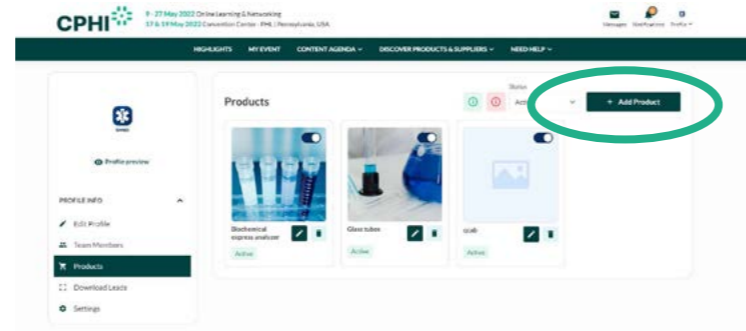 CPHI
9 - 27 May 2022 Online Learning & Networking
17 & 19 May 2022 Convention Center - PHL | Pennsylvania, USA
Messages Notifications Profile
HIGHLIGHTS MY EVENT CONTENT AGENDA DISCOVER PRODUCTS & SUPPLIERS NEED HELP
Products
Status
+ Add Product
Profile preview
PROFILE INFO
Edit Profile
Team Members
Products
Download Leads
Settings
Biochemical
express analyzer
Active
Glass tubes
Active
Active